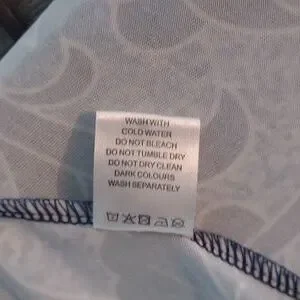 WASH WITH
COLD WATER
DO NOT BLEACH
DO NOT TUMBLE DRY
DO NOT DRY CLEAN
DARK COLOURS
WASH SEPARATELY